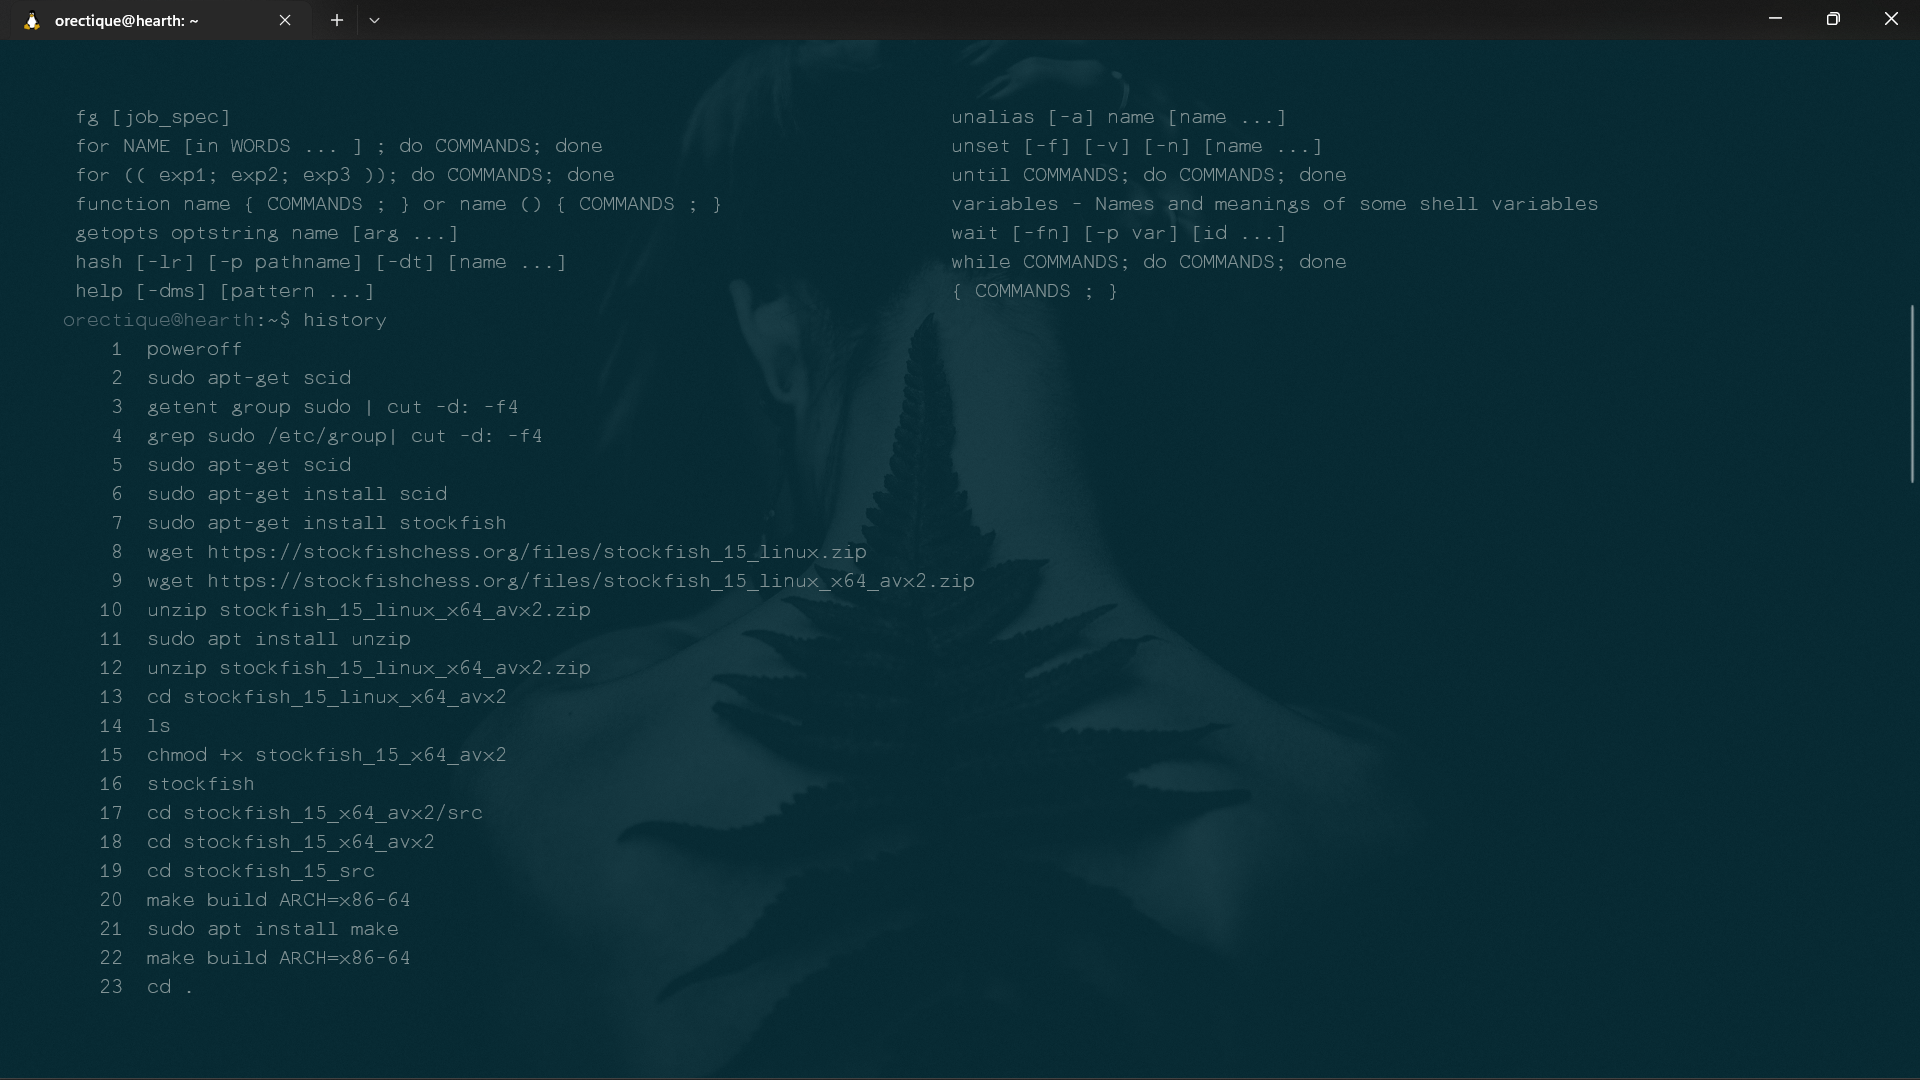 orectique@hearth: ~
fg [job_spec]
for NAME [in WORDS ... ] ; do COMMANDS; done
for (( exp1; exp2; exp3 )); do COMMANDS; done
function name { COMMANDS ; } or name () { COMMANDS ; }
getopts optstring name [arg ...]
hash [-lr] [-p pathname] [-dt] [name ...]
help [-dms] [pattern ...]
unalias [-a] name [name ...]
unset [-f] [-v] [-n] [name ...]
until COMMANDS; do COMMANDS; done
variables - Names and meanings of some shell variables
wait [-fn] [-p var] [id ...]
while COMMANDS; do COMMANDS; done
{ COMMANDS ; }
orectique@hearth:~$ history
1 poweroff
2 sudo apt-get scid
3 getent group sudo | cut -d: -f4
4 grep sudo /etc/group| cut -d: -f4
5 sudo apt-get scid
6 sudo apt-get install scid
7 sudo apt-get install stockfish
8 wget https://stockfishchess.org/files/stockfish_15_linux.zip
9 wget https://stockfishchess.org/files/stockfish_15_linux_x64_avx2.zip
10 unzip stockfish_15_linux_x64_avx2.zip
11 sudo apt install unzip
12 unzip stockfish_15_linux_x64_avx2.zip
13 cd stockfish_15_linux_x64_avx2
14 ls
15 chmod +x stockfish_15_x64_avx2
16 stockfish
17 cd stockfish_15_x64_avx2/src
18 cd stockfish_15_x64_avx2
19 cd stockfish_15_src
20 make build ARCH=x86-64
21 sudo apt install make
22 make build ARCH=x86-64
23 cd .